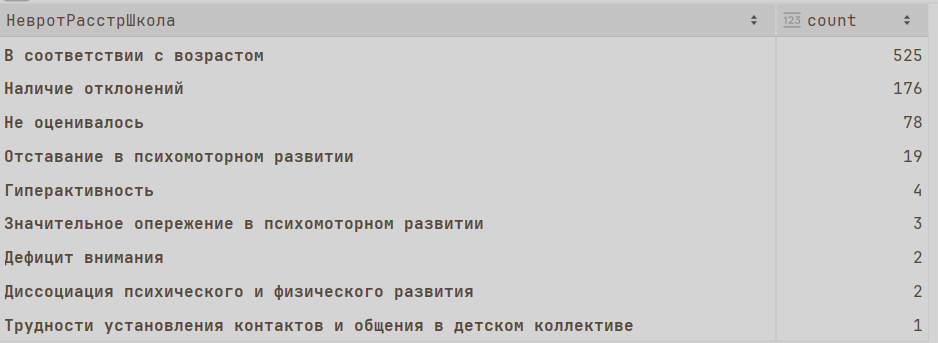 НевротРасстрШкола 123 count
В соответствии с возрастом 525
Наличие отклонений 176
Не оценивалось 78
Отставание в психомоторном развитии 19
Гиперактивность 4
Значительное опережение в психомоторном развитии 3
Дефицит внимания 2
Диссоциация психического и физического развития 2
Трудности установления контактов и общения в детском коллективе 1